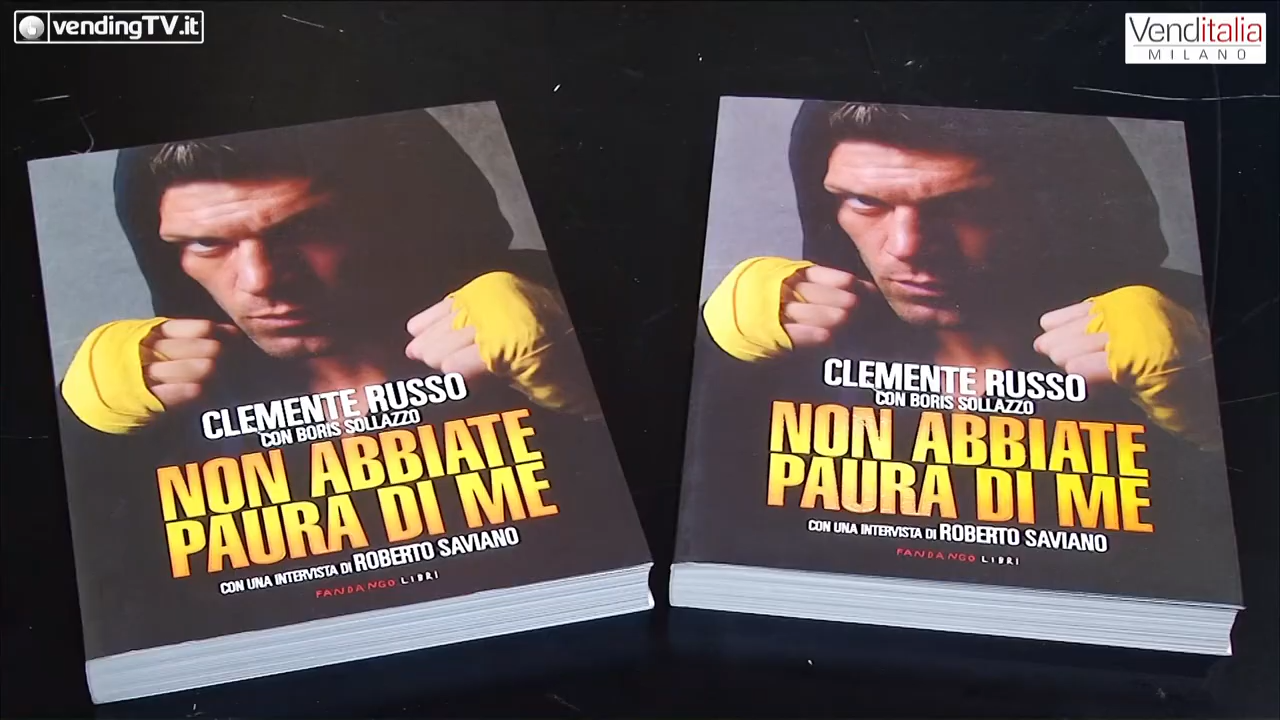 vendingTV.it
Venditalia
MILANO
CLEMENTE RUSSO
CON BORIS SOLLAZZO
NON ABBIATE
PAURA DI ME
CON UNA INTERVISTA DI ROBERTO SAVIANO
FANDANGO LIBRI
CLEMENTE RUSSO
CON BORIS SOLLAZZO
NON ABBIATE
PAURA DI ME
CON UNA INTERVISTA DI ROBERTO SAVIANO
FANDANGO LIBRI